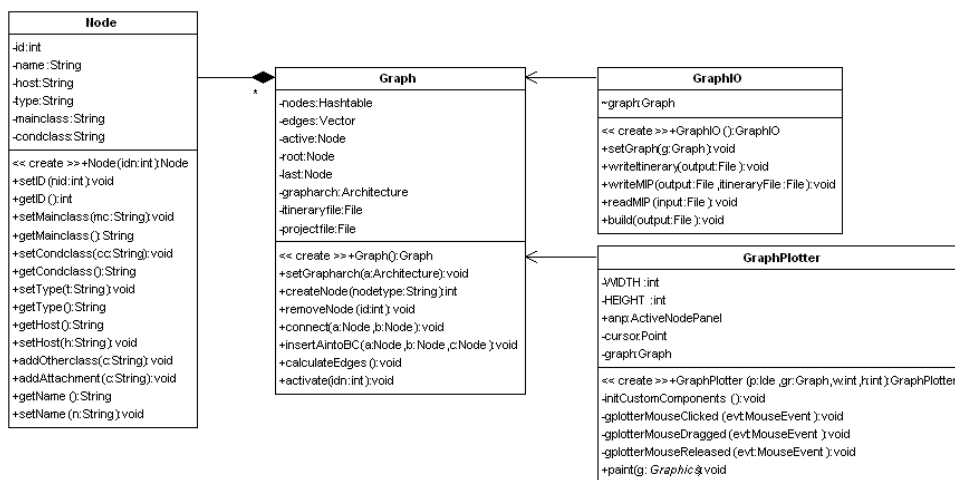 Node
-id:int
-name:String
-host:String
-type:String
-mainclass:String
-condclass:String
<< create >>+Node(idn:int):Node
+setID(nid:int):void
+getID():int
+setMainclass(mc:String):void
+getMainclass():String
+setCondclass(cc:String):void
+getCondclass():String
+setType(t:String):void
+getType():String
+getHost():String
+setHost(h:String):void
+addOtherclass(c:String):void
+addAttachment(c:String):void
+getName():String
+setName(n:String):void
*
Graph
-nodes:Hashtable
-edges:Vector
-active:Node
-root:Node
-last:Node
-grapharch:Architecture
-itineraryfile:File
-projectfile:File
<< create >>+Graph():Graph
+setGrapharch(a:Architecture):void
+createNode(nodetype:String):int
+removeNode(id:int):void
+connect(a:Node,b:Node):void
+insertAintoBC(a:Node,b:Node,c:Node):void
+calculateEdges():void
+activate(idn:int):void
GraphIO
~graph:Graph
<< create >>+GraphIO():GraphIO
+setGraph(g:Graph):void
+writeItinerary(output:File):void
+writeMIP(output:File,itineraryFile:File):void
+readMIP(input:File):void
+build(output:File):void
GraphPlotter
-WIDTH:int
-HEIGHT:int
+anp:ActiveNodePanel
-cursor:Point
-graph:Graph
<< create >>+GraphPlotter(p:Ide,gr:Graph,w:int,h:int):GraphPlotter
-initCustomComponents():void
-gplotterMouseClicked(evt:MouseEvent):void
-gplotterMouseDragged(evt:MouseEvent):void
-gplotterMouseReleased(evt:MouseEvent):void
+paint(g:Graphics):void